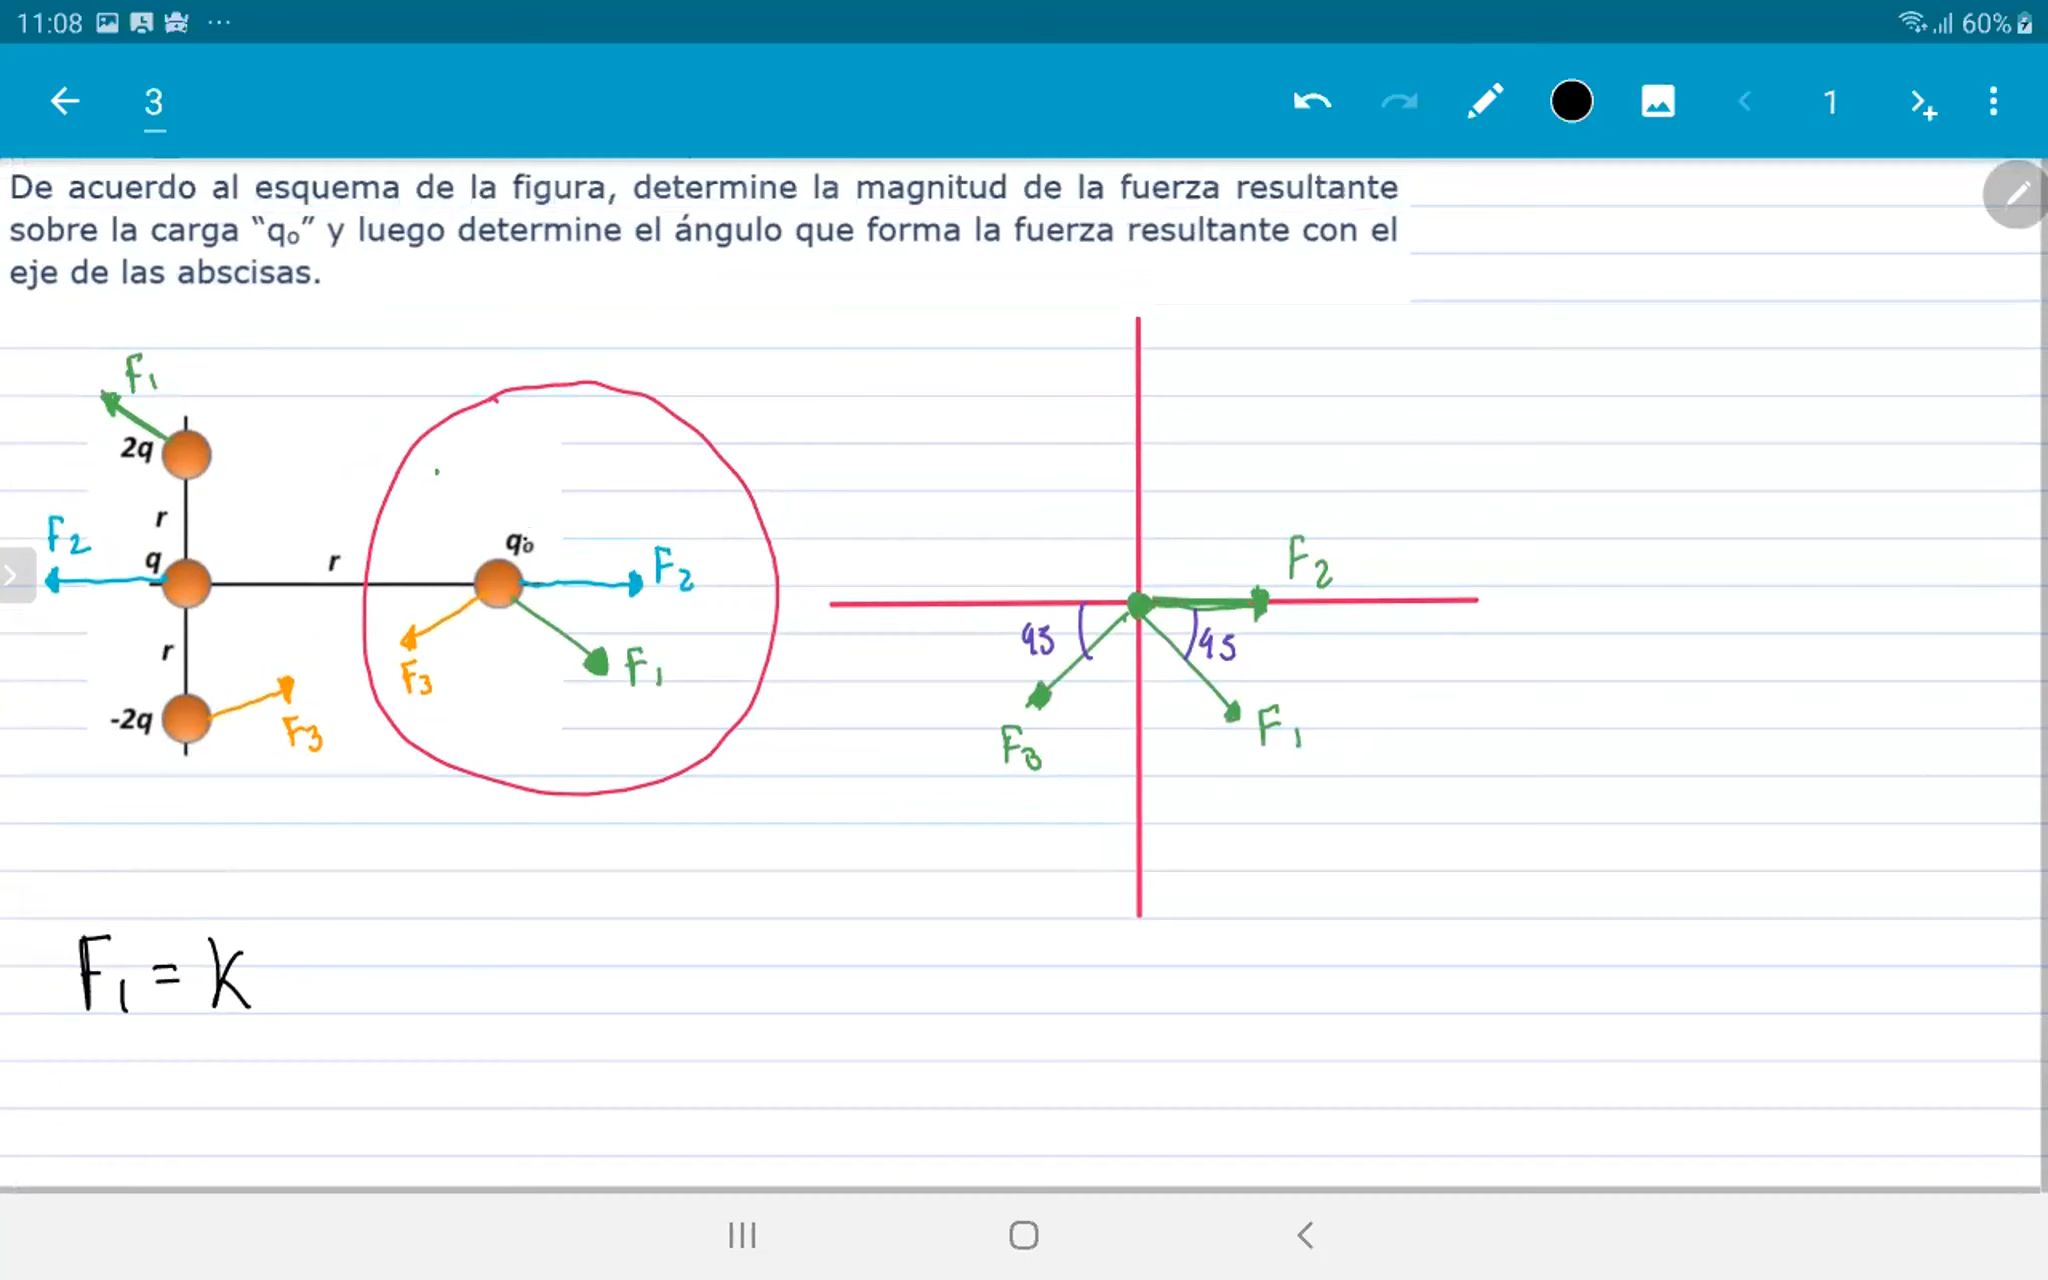 11:08 ... 60%
3 1
De acuerdo al esquema de la figura, determine la magnitud de la fuerza resultante
sobre la carga “qₒ” y luego determine el ángulo que forma la fuerza resultante con el
eje de las abscisas.
F₁
2q
r
F₂
q
r
qₒ
F₂
F₂
r
F₃
F₁
-2q
F₃
45
45
F₃
F₁
F₁ = K